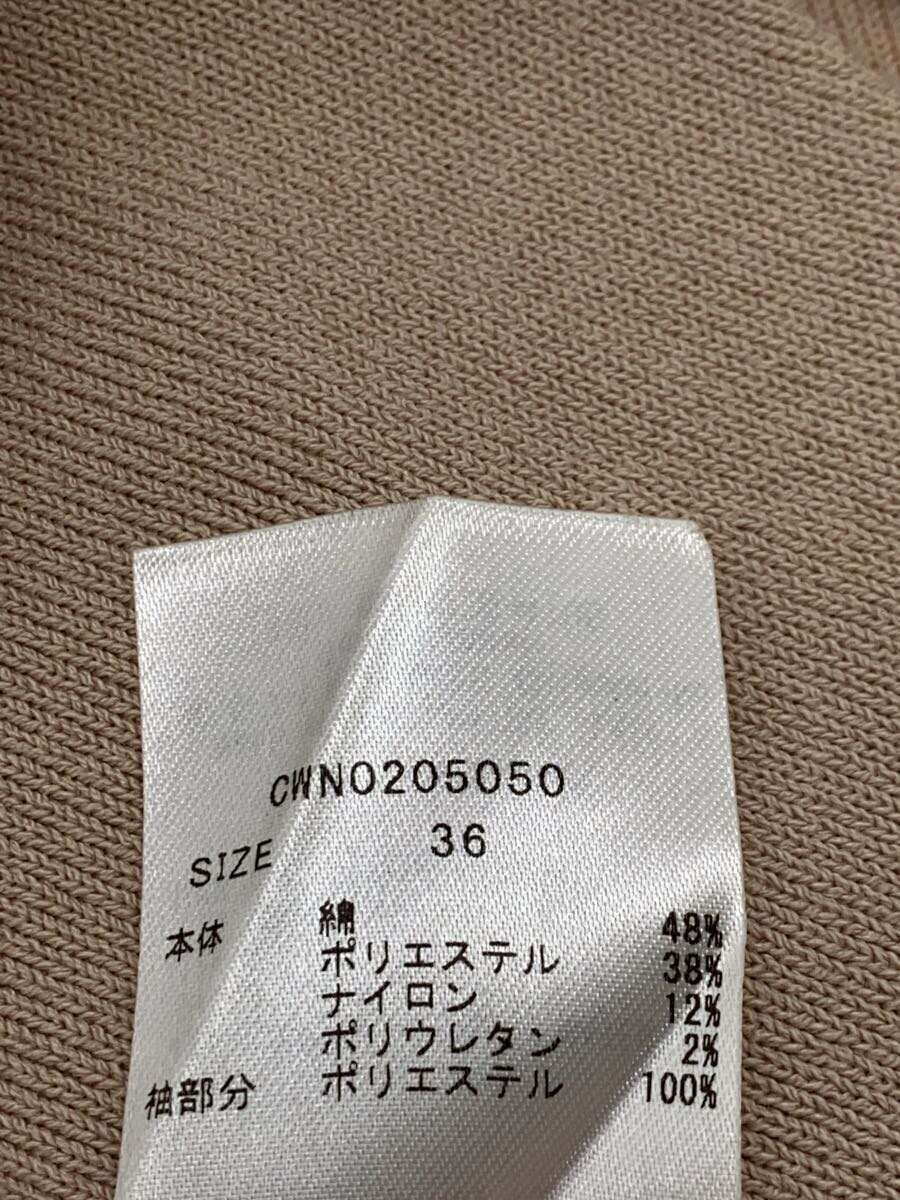 CWNO205050
SIZE 36
本体 綿 48%
ポリエステル 38%
ナイロン 12%
ポリウレタン 2%
袖部分 ポリエステル 100%